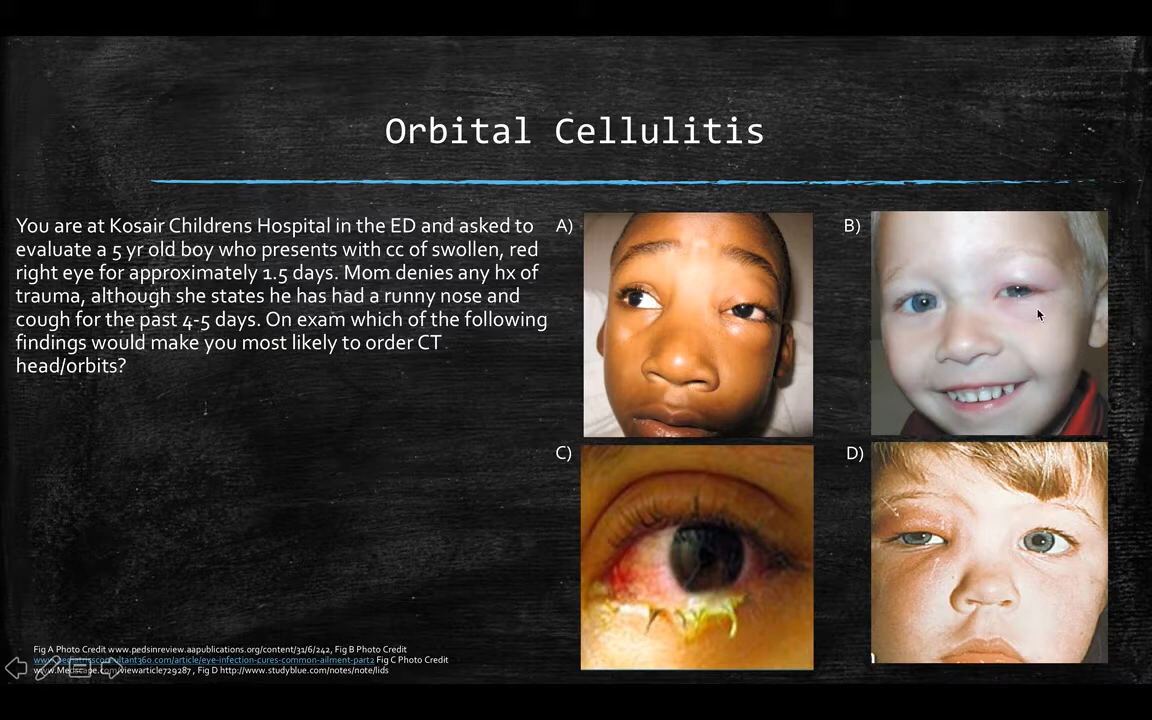 Orbital Cellulitis
You are at Kosair Childrens Hospital in the ED and asked to
evaluate a 5 yr old boy who presents with cc of swollen, red
right eye for approximately 1.5 days. Mom denies any hx of
trauma, although she states he has had a runny nose and
cough for the past 4-5 days. On exam which of the following
findings would make you most likely to order CT
head/orbits?
A)
B)
C)
D)
Fig A Photo Credit www.pedsinreview.aapublications.org/content/31/6/242, Fig B Photo Credit
Fig C Photo Credit
Fig D http://www.studyblue.com/notes/note/lids